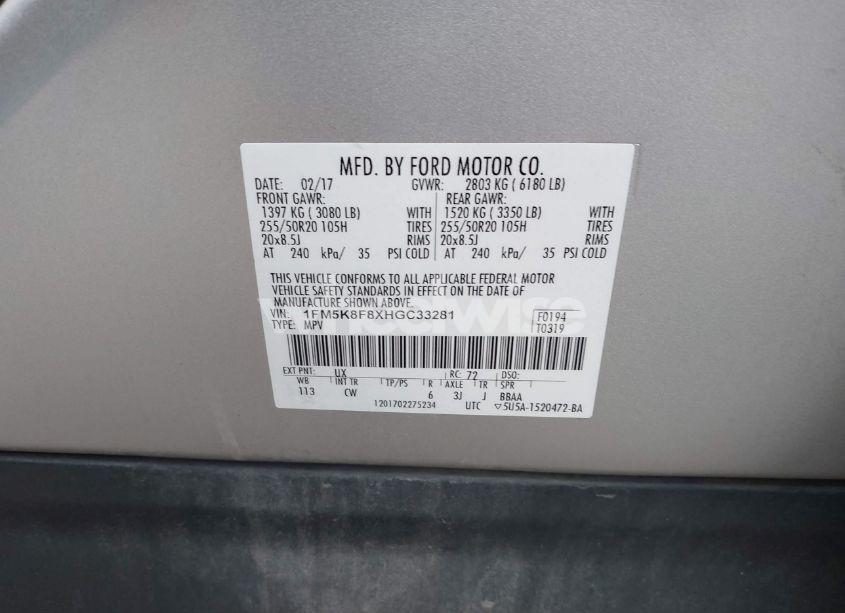 MFD. BY FORD MOTOR CO.
DATE: 02/17 GVWR: 2803 KG ( 6180 LB)
FRONT GAWR: REAR GAWR:
1397 KG ( 3080 LB) WITH 1520 KG ( 3350 LB) WITH
255/50R20 105H TIRES 255/50R20 105H TIRES
20x8.5J RIMS 20x8.5J RIMS
AT 240 kPa/ 35 PSI COLD AT 240 kPa/ 35 PSI COLD
THIS VEHICLE CONFORMS TO ALL APPLICABLE FEDERAL MOTOR
VEHICLE SAFETY STANDARDS IN EFFECT ON THE DATE OF
MANUFACTURE SHOWN ABOVE.
VIN: 1FM5K8F8XHGC33281 F0194
TYPE: MPV T0319
EXT PNT: UX RC: 72 DSO:
WB INT TR TP/PS R AXLE TR SPR
113 CW 6 3J J BBAA
1201702275234 UTC ▽5U5A-1520472-BA